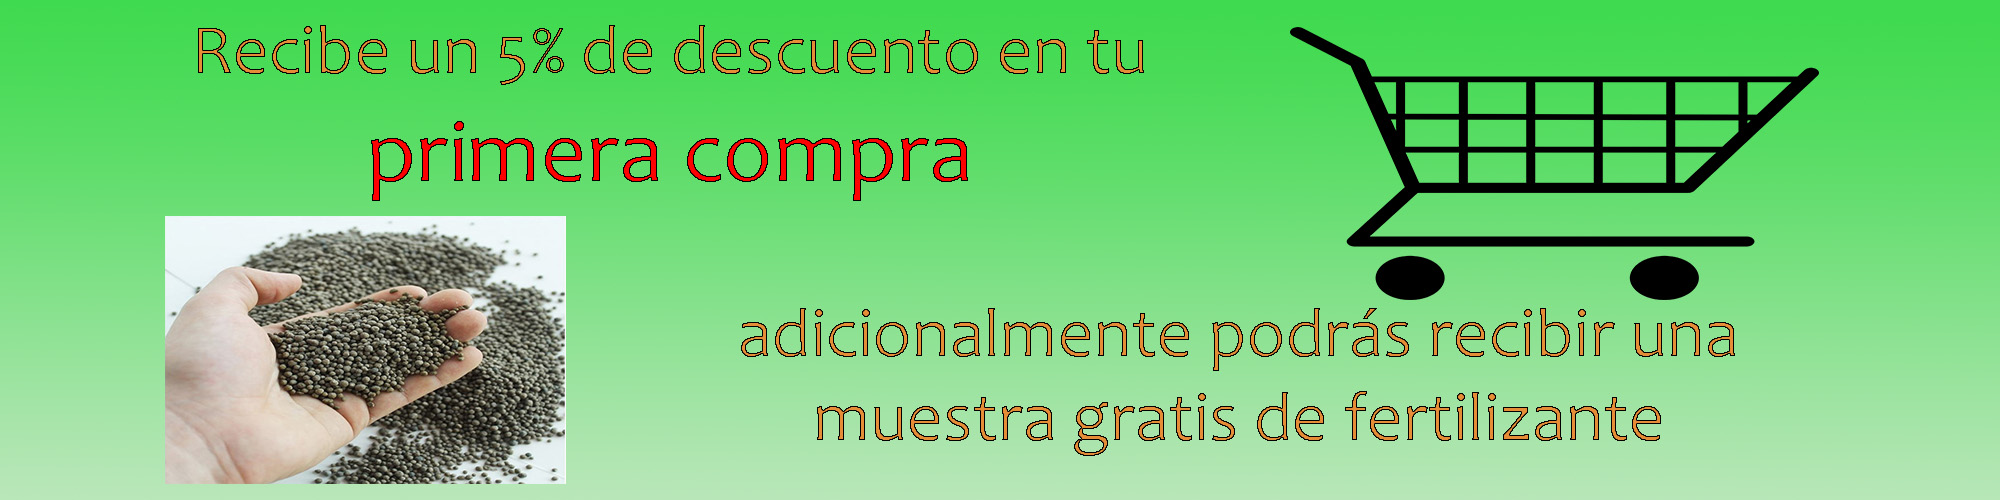 Recibe un 5% de descuento en tu
primera compra
adicionalmente podrás recibir una
muestra gratis de fertilizante